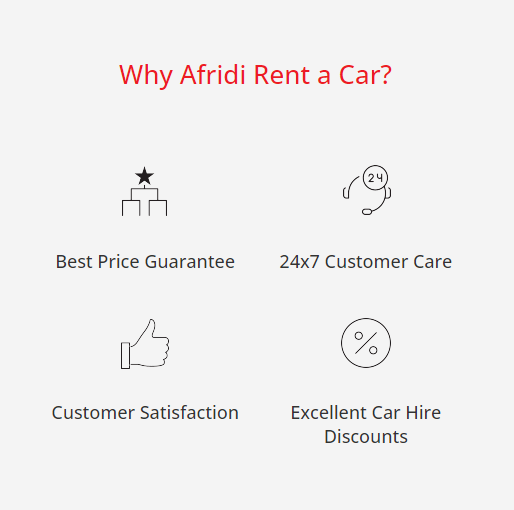 Why Afridi Rent a Car?
24
Best Price Guarantee
24x7 Customer Care
Customer Satisfaction
Excellent Car Hire
Discounts